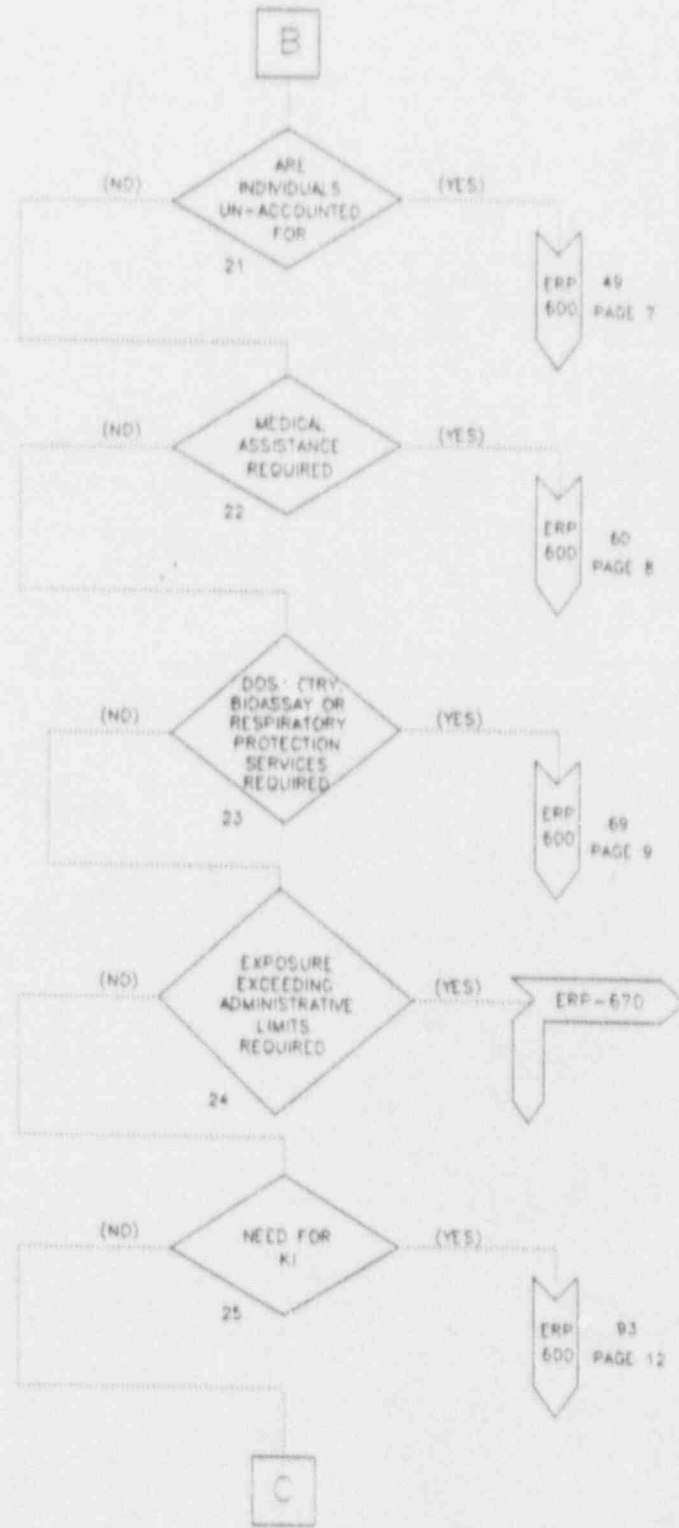 B
ARE
INDIVIDUALS
UN-ACCOUNTED
FOR
(NO)
(YES)
21
ERP
600
49
PAGE 7
MEDICAL
ASSISTANCE
REQUIRED
(NO)
(YES)
22
ERP
600
60
PAGE 8
BIOASSAY OR
RESPIRATORY
PROTECTION
SERVICES
REQUIRED
(NO)
(YES)
23
ERP
600
69
PAGE 9
EXPOSURE
EXCEEDING
ADMINISTRATIVE
LIMITS
REQUIRED
(NO)
(YES)
24
ERP-670
NEED FOR
KI
(NO)
(YES)
25
ERP
600
PAGE 12
C